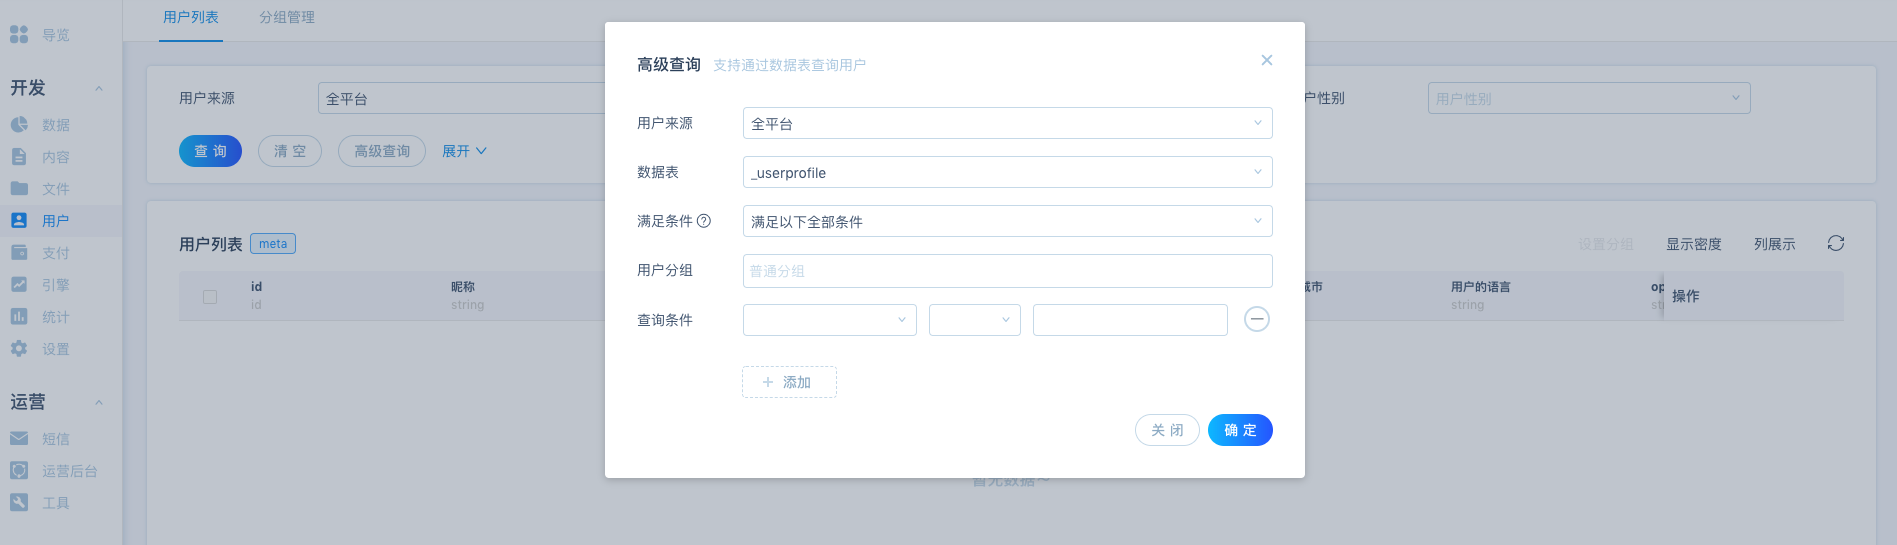 用户列表 分组管理
导览
开发
数据
内容
文件
用户
支付
引擎
统计
设置
运营
短信
运营后台
工具
用户来源 全平台
户性别 用户性别
查 询 清 空 高级查询 展开
用户列表 meta
设置分组 显示密度 列展示
id 昵称 城市 用户的语言 op 操作
id string string st
暂无数据~
高级查询 支持通过数据表查询用户
用户来源 全平台
数据表 _userprofile
满足条件 ? 满足以下全部条件
用户分组 普通分组
查询条件
+ 添加
关 闭 确 定